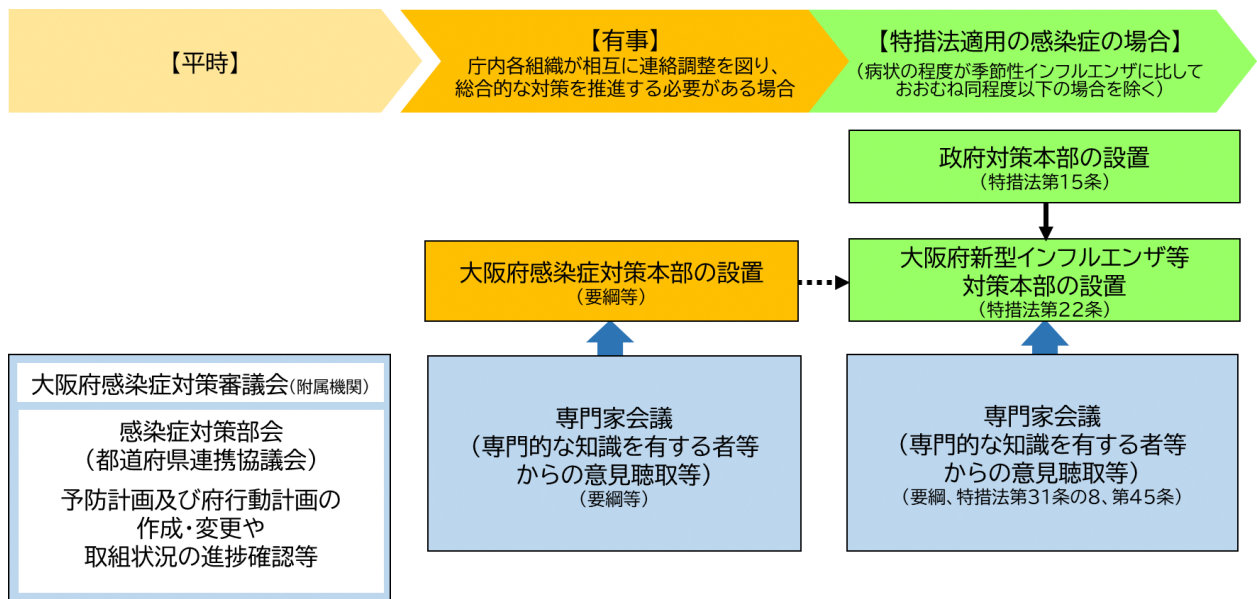 【平時】
【有事】
庁内各組織が相互に連絡調整を図り、
総合的な対策を推進する必要がある場合
【特措法適用の感染症の場合】
（病状の程度が季節性インフルエンザに比して
おおむね同程度以下の場合を除く）
政府対策本部の設置
（特措法第15条）
大阪府感染症対策本部の設置
（要綱等）
大阪府新型インフルエンザ等
対策本部の設置
（特措法第22条）
大阪府感染症対策審議会（附属機関）
感染症対策部会
（都道府県連携協議会）
予防計画及び府行動計画の
作成・変更や
取組状況の進捗確認等
専門家会議
（専門的な知識を有する者等
からの意見聴取等）
（要綱等）
専門家会議
（専門的な知識を有する者等
からの意見聴取等）
（要綱、特措法第31条の8、第45条）